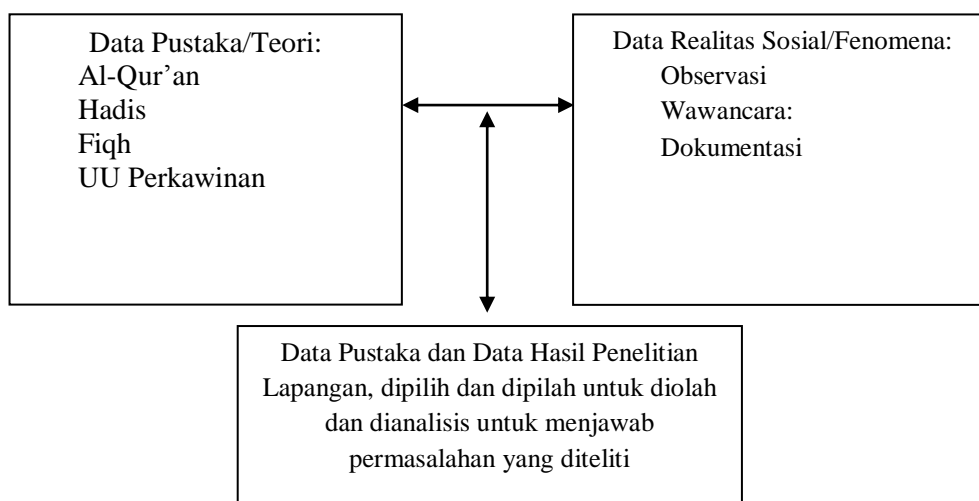 Data Pustaka/Teori:
Al-Qur’an
Hadis
Fiqh
UU Perkawinan
Data Realitas Sosial/Fenomena:
Observasi
Wawancara:
Dokumentasi
Data Pustaka dan Data Hasil Penelitian
Lapangan, dipilih dan dipilah untuk diolah
dan dianalisis untuk menjawab
permasalahan yang diteliti